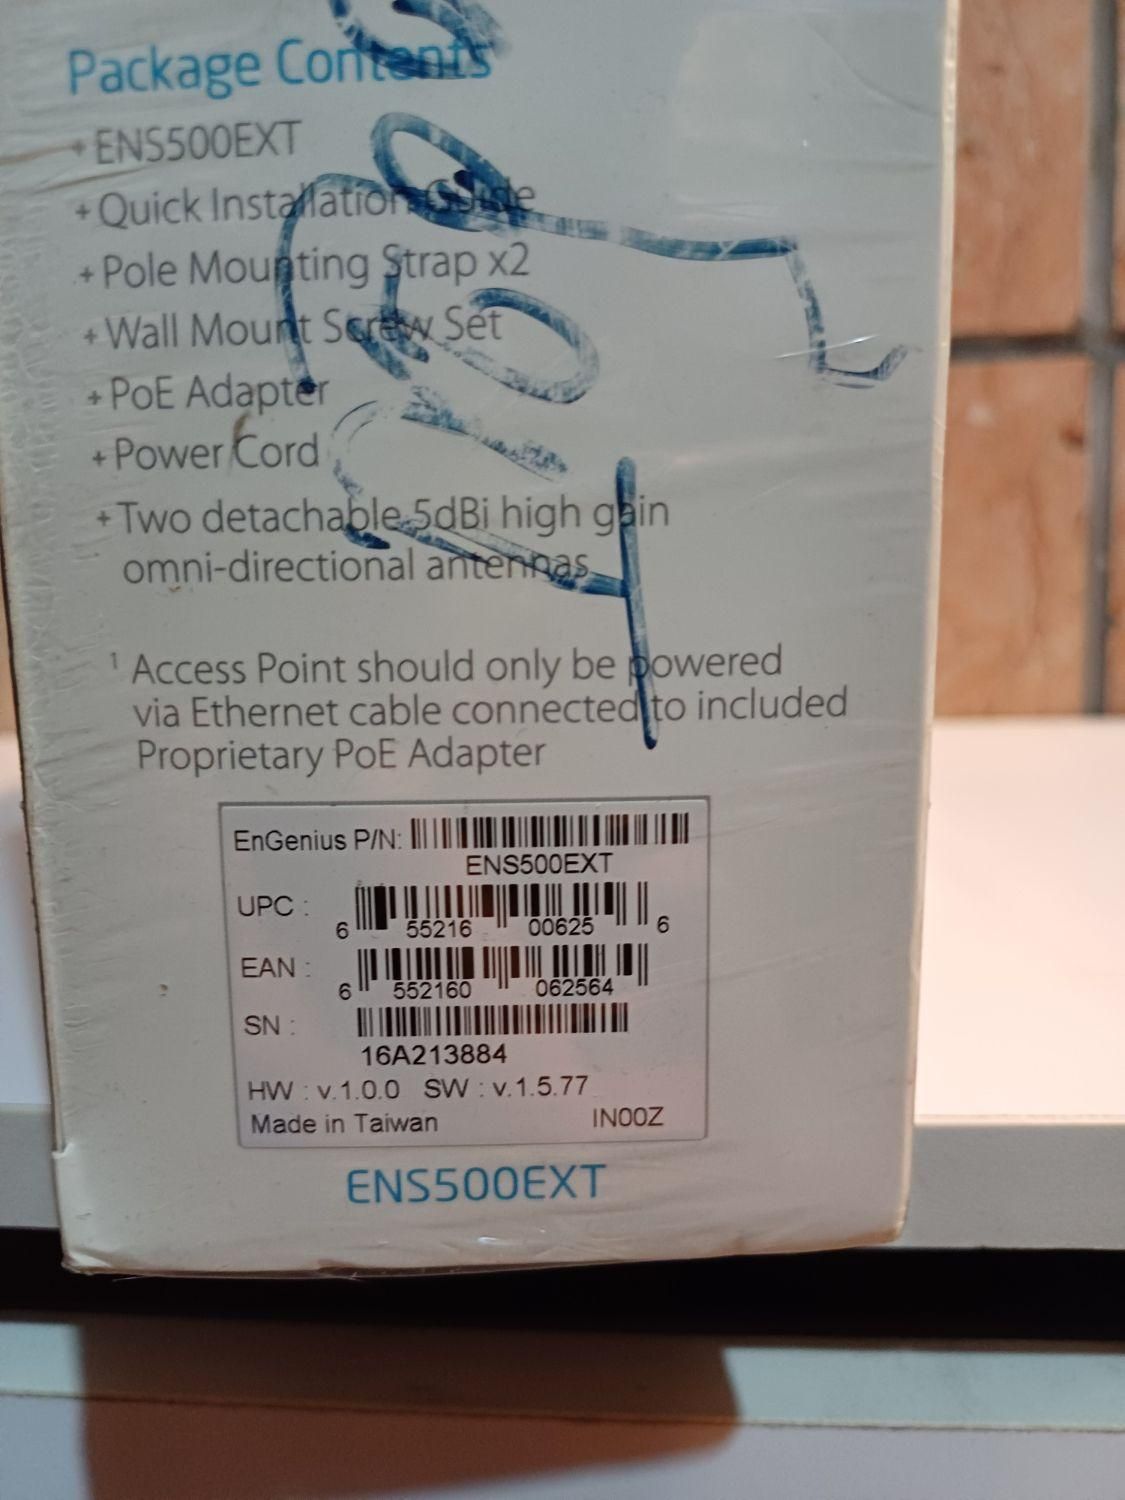 Package Contents
+ ENS500EXT
+ Quick Installation Guide
+ Pole Mounting Strap x2
+ Wall Mount Screw Set
+ PoE Adapter
+ Power Cord
+ Two detachable 5dBi high gain
omni-directional antennas
1 Access Point should only be powered
via Ethernet cable connected to included
Proprietary PoE Adapter
EnGenius P/N:
ENS500EXT
UPC :
6 55216 00625 6
EAN :
6 552160 062564
SN :
16A213884
HW : v.1.0.0 SW : v.1.5.77
Made in Taiwan IN00Z
ENS500EXT